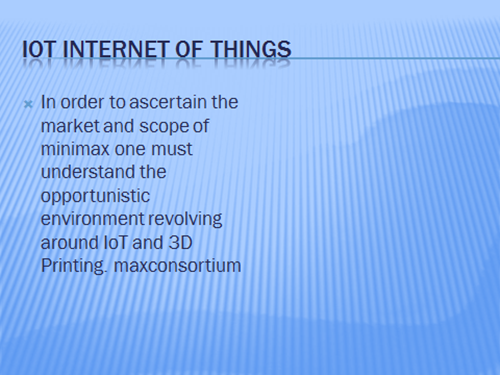 IOT INTERNET OF THINGS
In order to ascertain the
market and scope of
minimax one must
understand the
opportunistic
environment revolving
around IoT and 3D
Printing. maxconsortium